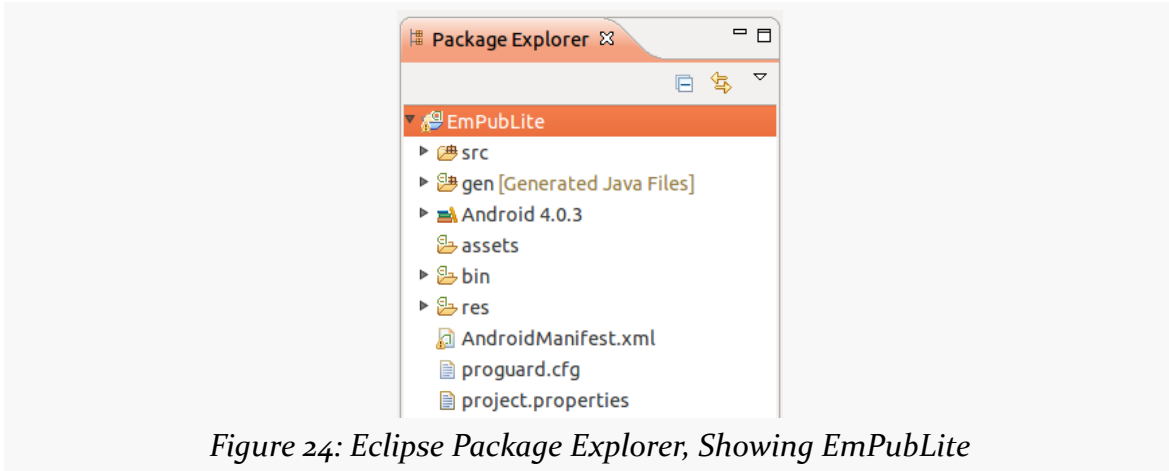 Package Explorer
EmPubLite
src
gen [Generated Java Files]
Android 4.0.3
assets
bin
res
AndroidManifest.xml
proguard.cfg
project.properties
Figure 24: Eclipse Package Explorer, Showing EmPubLite